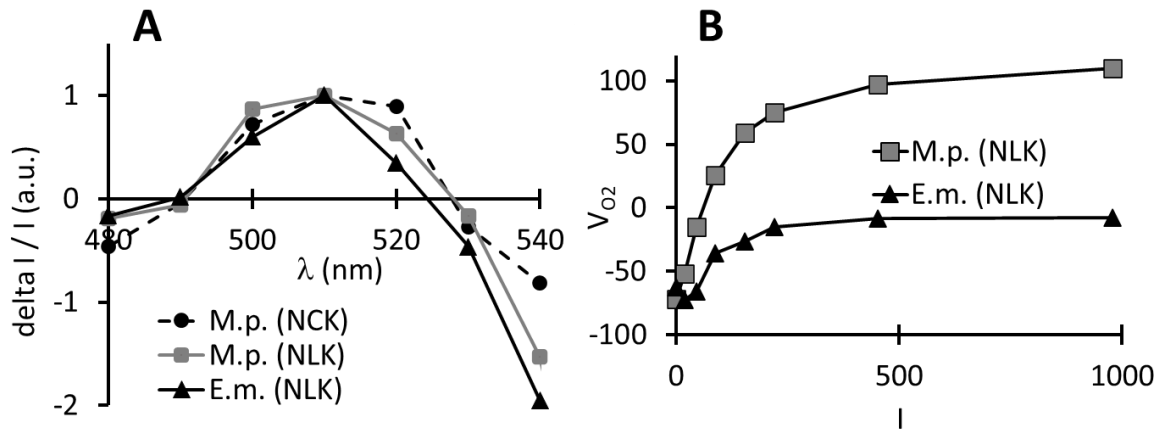 A
delta I / I (a.u.)
1
0
-1
-2
480
500
520
540
λ (nm)
M.p. (NCK)
M.p. (NLK)
E.m. (NLK)
B
VO2
100
50
0
-50
-100
M.p. (NLK)
E.m. (NLK)
0
500
1000
I